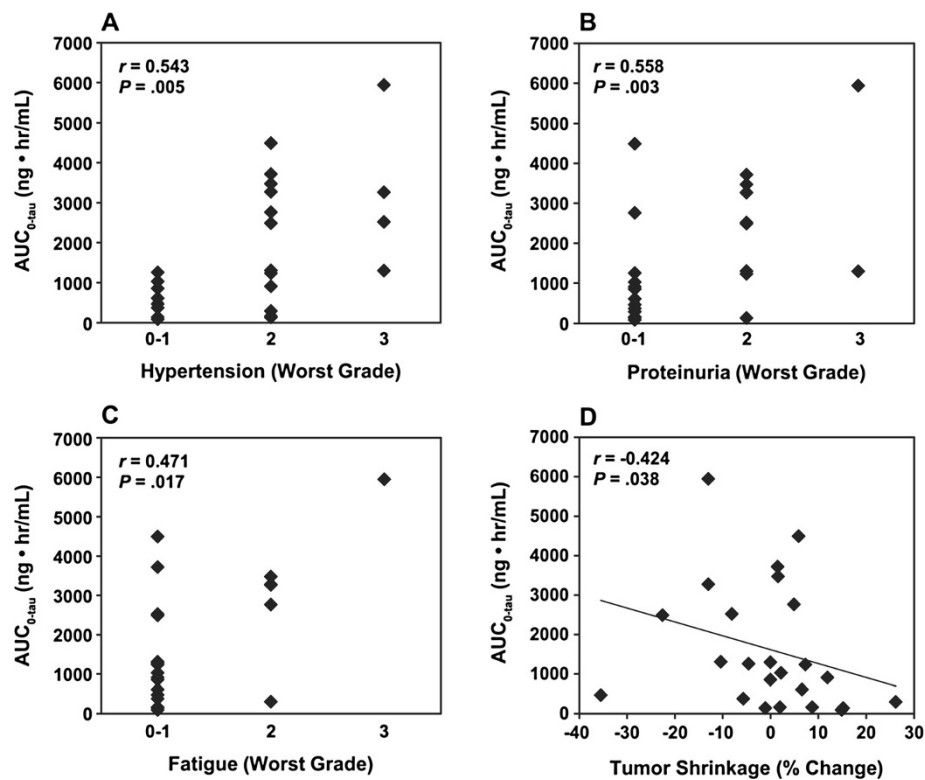 A
7000
6000
5000
4000
3000
2000
1000
0
AUC0-tau (ng • hr/mL)
r = 0.543
P = .005
0-1 2 3
Hypertension (Worst Grade)
B
7000
6000
5000
4000
3000
2000
1000
0
AUC0-tau (ng • hr/mL)
r = 0.558
P = .003
0-1 2 3
Proteinuria (Worst Grade)
C
7000
6000
5000
4000
3000
2000
1000
0
AUC0-tau (ng • hr/mL)
r = 0.471
P = .017
0-1 2 3
Fatigue (Worst Grade)
D
7000
6000
5000
4000
3000
2000
1000
0
AUC0-tau (ng • hr/mL)
r = -0.424
P = .038
-40 -30 -20 -10 0 10 20 30
Tumor Shrinkage (% Change)